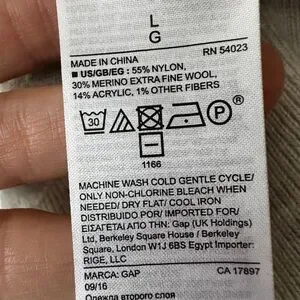 L
G
MADE IN CHINA RN 54023
■ US/GB/EG : 55% NYLON,
30% MERINO EXTRA FINE WOOL,
14% ACRYLIC, 1% OTHER FIBERS
30 P
1166
MACHINE WASH COLD GENTLE CYCLE/
ONLY NON-CHLORINE BLEACH WHEN
NEEDED/ DRY FLAT/ COOL IRON
DISTRIBUIDO POR/ IMPORTED FOR/
ΕΙΣΑΓΕΤΑΙ ΑΠΟ ΤΗΝ: Gap (UK Holdings)
Ltd, Berkeley Square House / Berkeley
Square, London W1J 6BS Egypt Importer:
RIGE, LLC
MARCA: GAP CA 17897
09/16
Одежда второго слоя